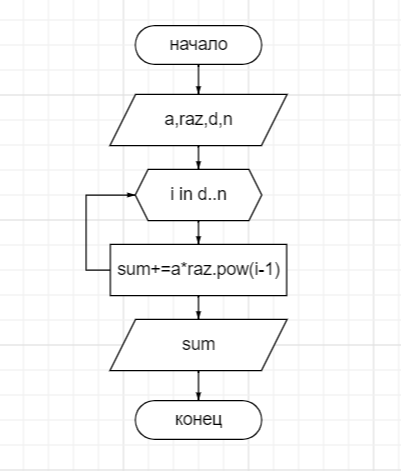 начало
a,raz,d,n
i in d..n
sum+=a*raz.pow(i-1)
sum
конец